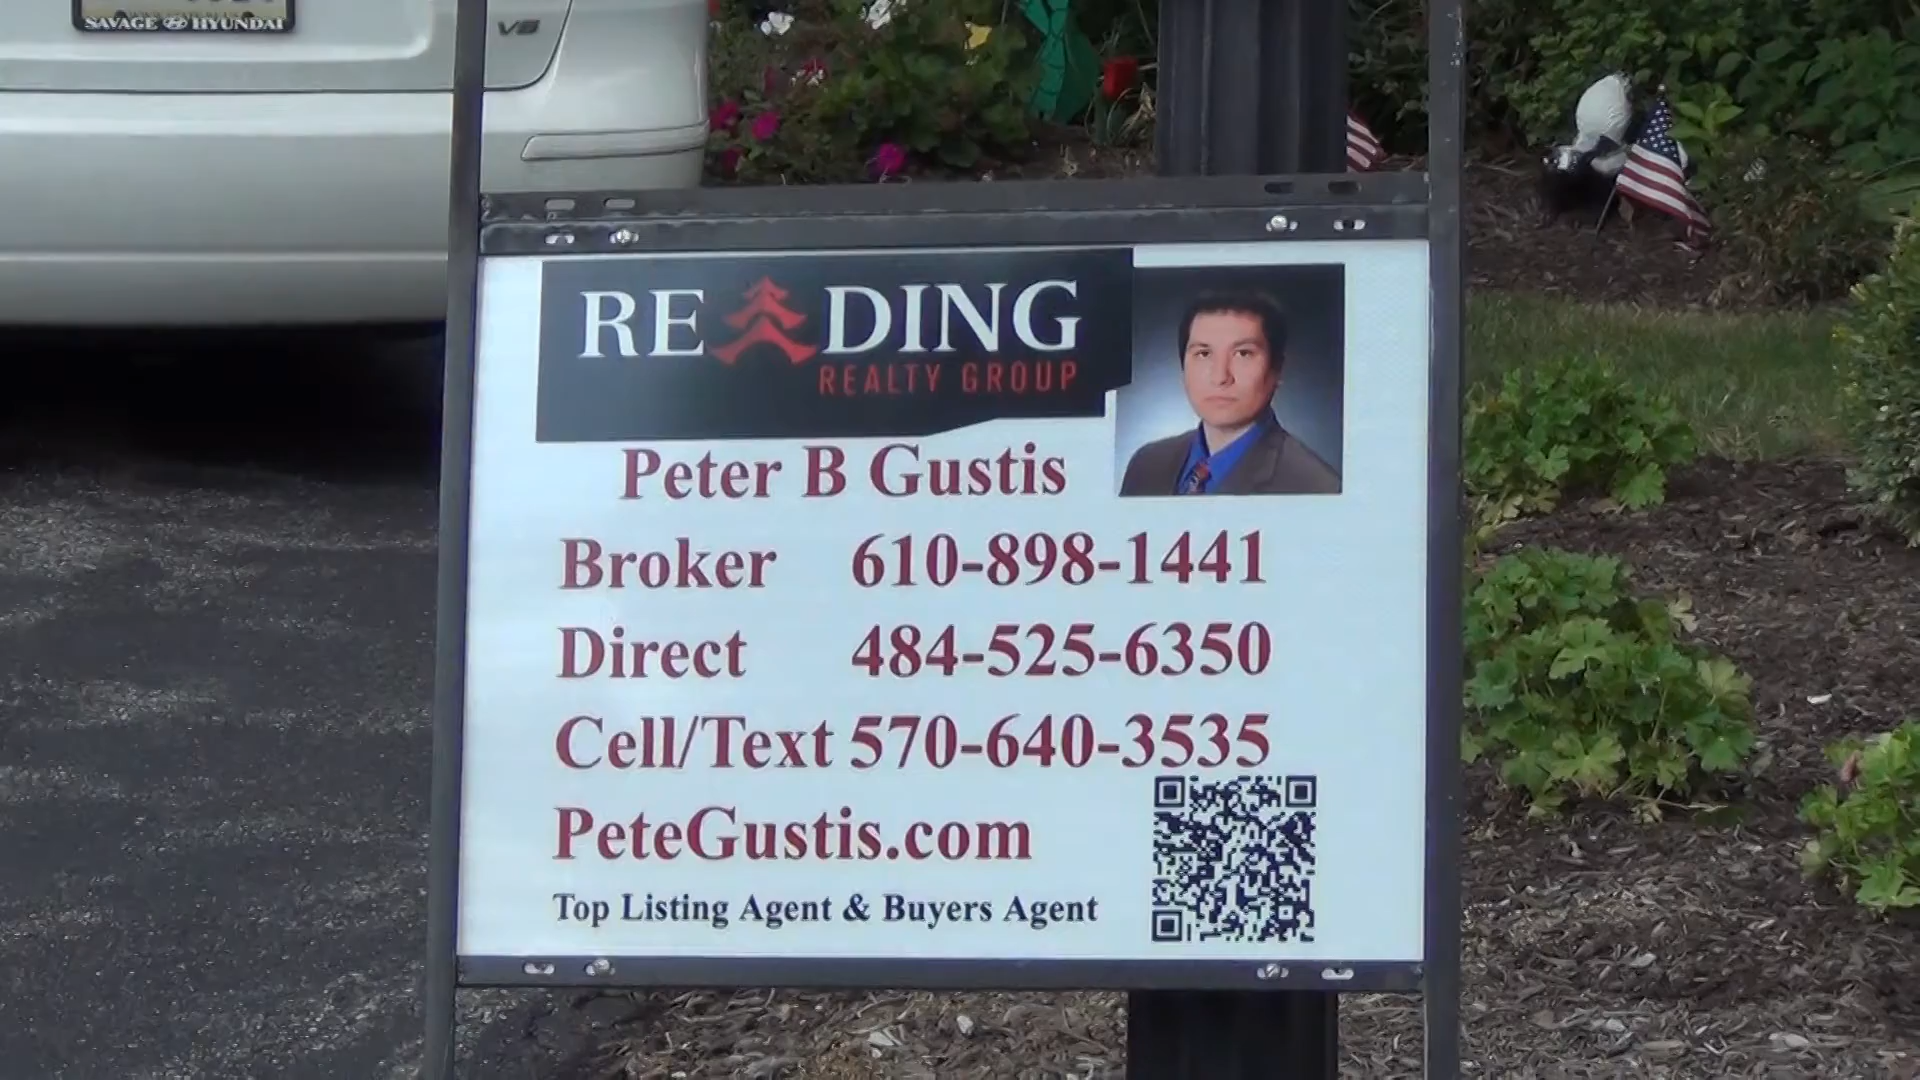 SAVAGE HYUNDAI
V6
READING
REALTY GROUP
Peter B Gustis
Broker 610-898-1441
Direct 484-525-6350
Cell/Text 570-640-3535
PeteGustis.com
Top Listing Agent & Buyers Agent